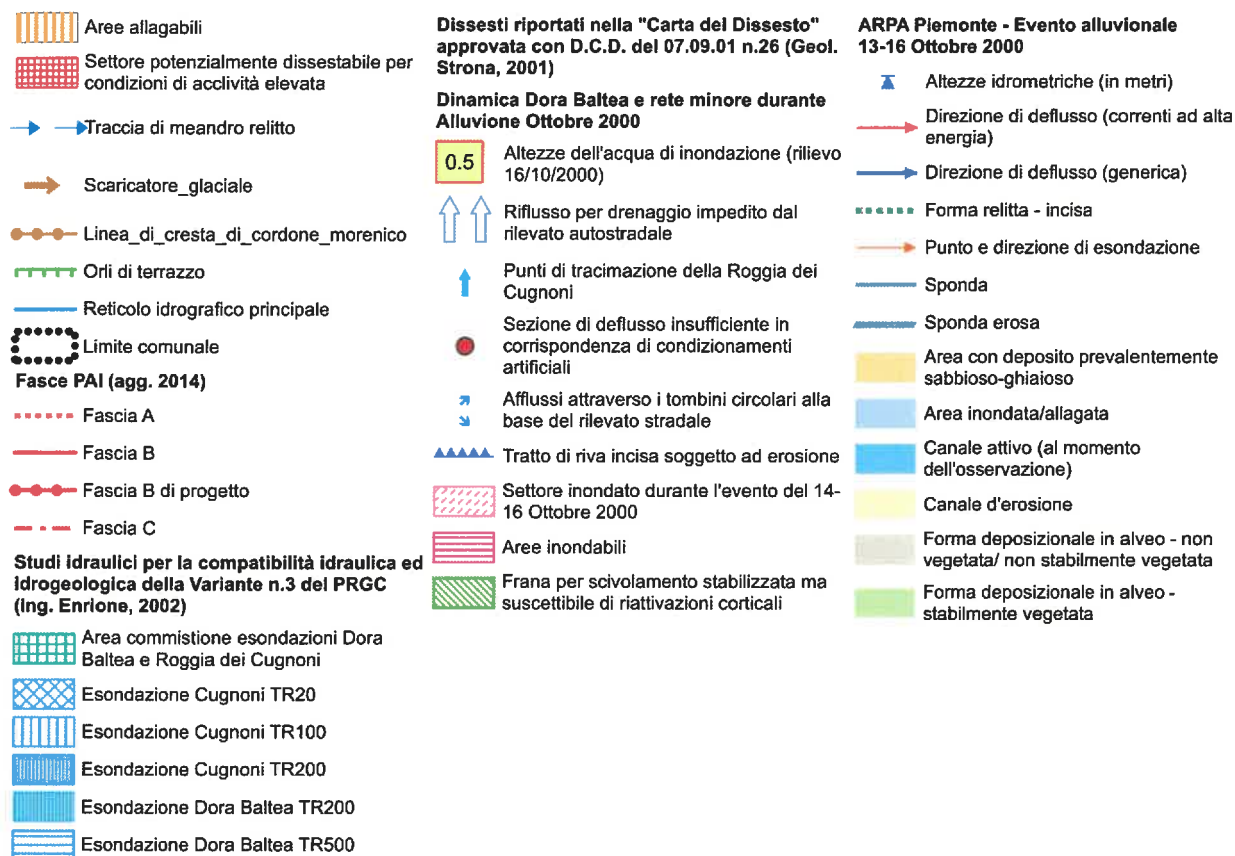 Aree allagabili
Settore potenzialmente dissestabile per
condizioni di acclività elevata
Traccia di meandro relitto
Scaricatore_glaciale
Linea_di_cresta_di_cordone_morenico
Orli di terrazzo
Reticolo idrografico principale
Limite comunale
Fasce PAI (agg. 2014)
Fascia A
Fascia B
Fascia B di progetto
Fascia C
Studi idraulici per la compatibilità idraulica ed
idrogeologica della Variante n.3 del PRGC
(Ing. Enrione, 2002)
Area commistione esondazioni Dora
Baltea e Roggia dei Cugnoni
Esondazione Cugnoni TR20
Esondazione Cugnoni TR100
Esondazione Cugnoni TR200
Esondazione Dora Baltea TR200
Esondazione Dora Baltea TR500
Dissesti riportati nella "Carta del Dissesto"
approvata con D.C.D. del 07.09.01 n.26 (Geol.
Strona, 2001)
Dinamica Dora Baltea e rete minore durante
Alluvione Ottobre 2000
0.5
Altezze dell'acqua di inondazione (rilievo
16/10/2000)
Riflusso per drenaggio impedito dal
rilevato autostradale
Punti di tracimazione della Roggia dei
Cugnoni
Sezione di deflusso insufficiente in
corrispondenza di condizionamenti
artificiali
Afflussi attraverso i tombini circolari alla
base del rilevato stradale
Tratto di riva incisa soggetto ad erosione
Settore inondato durante l'evento del 14-
16 Ottobre 2000
Aree inondabili
Frana per scivolamento stabilizzata ma
suscettibile di riattivazioni corticali
ARPA Piemonte - Evento alluvionale
13-16 Ottobre 2000
Altezze idrometriche (in metri)
Direzione di deflusso (correnti ad alta
energia)
Direzione di deflusso (generica)
Forma relitta - incisa
Punto e direzione di esondazione
Sponda
Sponda erosa
Area con deposito prevalentemente
sabbioso-ghiaioso
Area inondata/allagata
Canale attivo (al momento
dell'osservazione)
Canale d'erosione
Forma deposizionale in alveo - non
vegetata/ non stabilmente vegetata
Forma deposizionale in alveo -
stabilmente vegetata